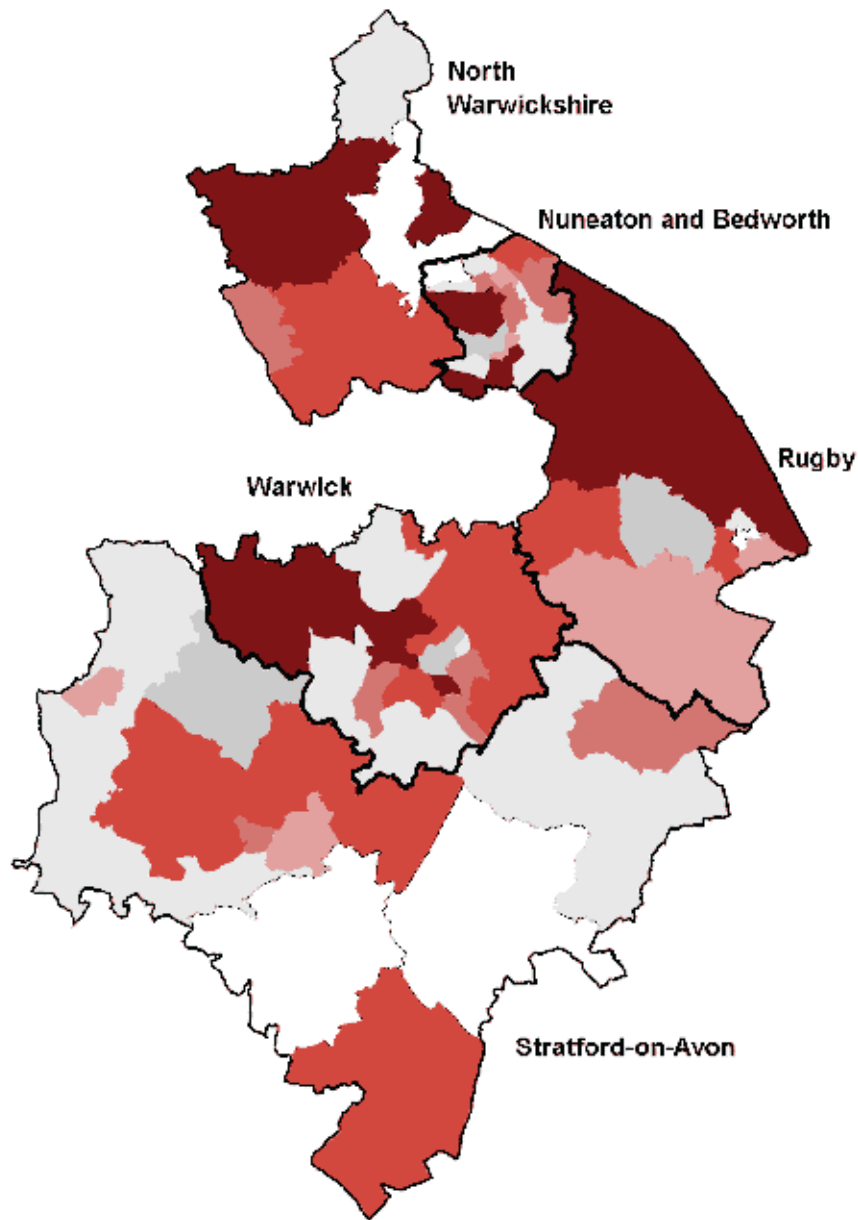 North
Warwickshire
Nuneaton and Bedworth
Rugby
Warwick
Stratford-on-Avon